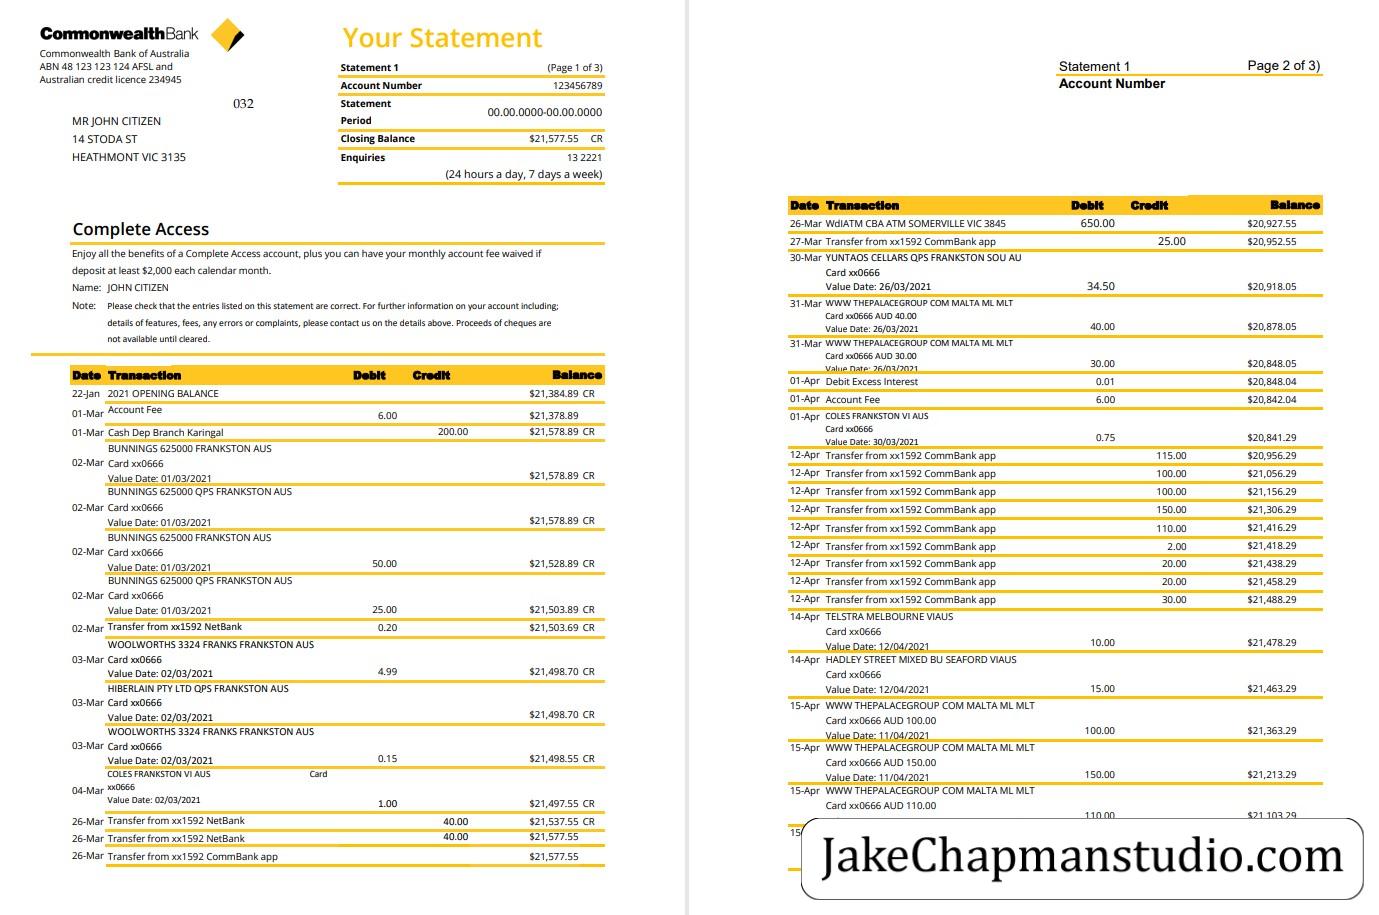 CommonwealthBank
Commonwealth Bank of Australia
ABN 48 123 123 124 AFSL and
Australian credit licence 234945
032
MR JOHN CITIZEN
14 STODA ST
HEATHMONT VIC 3135
Your Statement
Statement 1 (Page 1 of 3)
Account Number 123456789
Statement
Period 00.00.0000-00.00.0000
Closing Balance $21,577.55 CR
Enquiries 13 2221
(24 hours a day, 7 days a week)
Complete Access
Enjoy all the benefits of a Complete Access account, plus you can have your monthly account fee waived if
deposit at least $2,000 each calendar month.
Name: JOHN CITIZEN
Note: Please check that the entries listed on this statement are correct. For further information on your account including;
details of features, fees, any errors or complaints, please contact us on the details above. Proceeds of cheques are
not available until cleared.
Date Transaction Debit Credit Balance
22-Jan 2021 OPENING BALANCE $21,384.89 CR
01-Mar Account Fee 6.00 $21,378.89
01-Mar Cash Dep Branch Karingal 200.00 $21,578.89 CR
BUNNINGS 625000 FRANKSTON AUS
02-Mar Card xx0666
Value Date: 01/03/2021 $21,578.89 CR
BUNNINGS 625000 QPS FRANKSTON AUS
02-Mar Card xx0666
Value Date: 01/03/2021 $21,578.89 CR
BUNNINGS 625000 FRANKSTON AUS
02-Mar Card xx0666
Value Date: 01/03/2021 50.00 $21,528.89 CR
BUNNINGS 625000 QPS FRANKSTON AUS
02-Mar Card xx0666
Value Date: 01/03/2021 25.00 $21,503.89 CR
02-Mar Transfer from xx1592 NetBank 0.20 $21,503.69 CR
WOOLWORTHS 3324 FRANKS FRANKSTON AUS
03-Mar Card xx0666
Value Date: 02/03/2021 4.99 $21,498.70 CR
HIBERLAIN PTY LTD QPS FRANKSTON AUS
03-Mar Card xx0666
Value Date: 02/03/2021 $21,498.70 CR
WOOLWORTHS 3324 FRANKS FRANKSTON AUS
03-Mar Card xx0666
Value Date: 02/03/2021 0.15 $21,498.55 CR
COLES FRANKSTON VI AUS Card
04-Mar xx0666
Value Date: 02/03/2021 1.00 $21,497.55 CR
26-Mar Transfer from xx1592 NetBank 40.00 $21,537.55 CR
26-Mar Transfer from xx1592 NetBank 40.00 $21,577.55
26-Mar Transfer from xx1592 CommBank app $21,577.55
Statement 1 Page 2 of 3)
Account Number
Date Transaction Debit Credit Balance
26-Mar WdlATM CBA ATM SOMERVILLE VIC 3845 650.00 $20,927.55
27-Mar Transfer from xx1592 CommBank app 25.00 $20,952.55
30-Mar YUNTAOS CELLARS QPS FRANKSTON SOU AU
Card xx0666
Value Date: 26/03/2021 34.50 $20,918.05
31-Mar WWW THEPALACEGROUP COM MALTA ML MLT
Card xx0666 AUD 40.00
Value Date: 26/03/2021 40.00 $20,878.05
31-Mar WWW THEPALACEGROUP COM MALTA ML MLT
Card xx0666 AUD 30.00
Value Date: 26/03/2021 30.00 $20,848.05
01-Apr Debit Excess Interest 0.01 $20,848.04
01-Apr Account Fee 6.00 $20,842.04
01-Apr COLES FRANKSTON VI AUS
Card xx0666
Value Date: 30/03/2021 0.75 $20,841.29
12-Apr Transfer from xx1592 CommBank app 115.00 $20,956.29
12-Apr Transfer from xx1592 CommBank app 100.00 $21,056.29
12-Apr Transfer from xx1592 CommBank app 100.00 $21,156.29
12-Apr Transfer from xx1592 CommBank app 150.00 $21,306.29
12-Apr Transfer from xx1592 CommBank app 110.00 $21,416.29
12-Apr Transfer from xx1592 CommBank app 2.00 $21,418.29
12-Apr Transfer from xx1592 CommBank app 20.00 $21,438.29
12-Apr Transfer from xx1592 CommBank app 20.00 $21,458.29
12-Apr Transfer from xx1592 CommBank app 30.00 $21,488.29
14-Apr TELSTRA MELBOURNE VIAUS
Card xx0666
Value Date: 12/04/2021 10.00 $21,478.29
14-Apr HADLEY STREET MIXED BU SEAFORD VIAUS
Card xx0666
Value Date: 12/04/2021 15.00 $21,463.29
15-Apr WWW THEPALACEGROUP COM MALTA ML MLT
Card xx0666 AUD 100.00
Value Date: 11/04/2021 100.00 $21,363.29
15-Apr WWW THEPALACEGROUP COM MALTA ML MLT
Card xx0666 AUD 150.00
Value Date: 11/04/2021 150.00 $21,213.29
15-Apr WWW THEPALACEGROUP COM MALTA ML MLT
Card xx0666 AUD 110.00
110.00 $21,103.29
15
JakeChapmanstudio.com